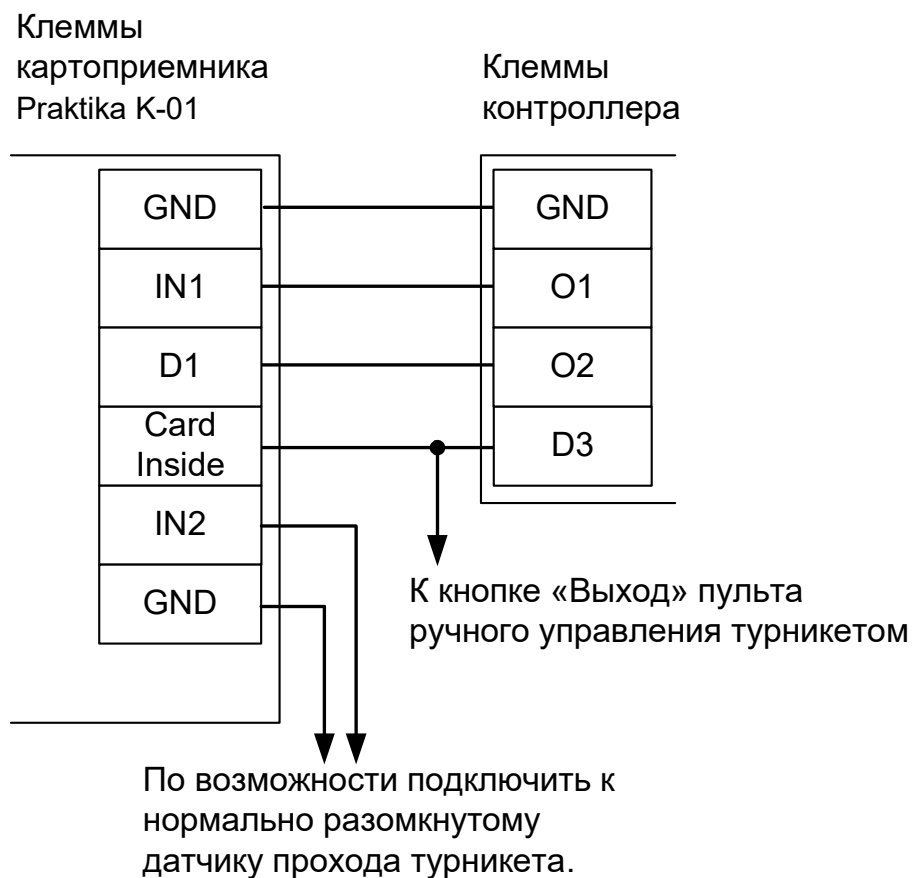 Клеммы
картоприемника
Praktika K-01
Клеммы
контроллера
GND
IN1
D1
Card
Inside
IN2
GND
GND
O1
O2
D3
К кнопке «Выход» пульта
ручного управления турникетом
По возможности подключить к
нормально разомкнутому
датчику прохода турникета.